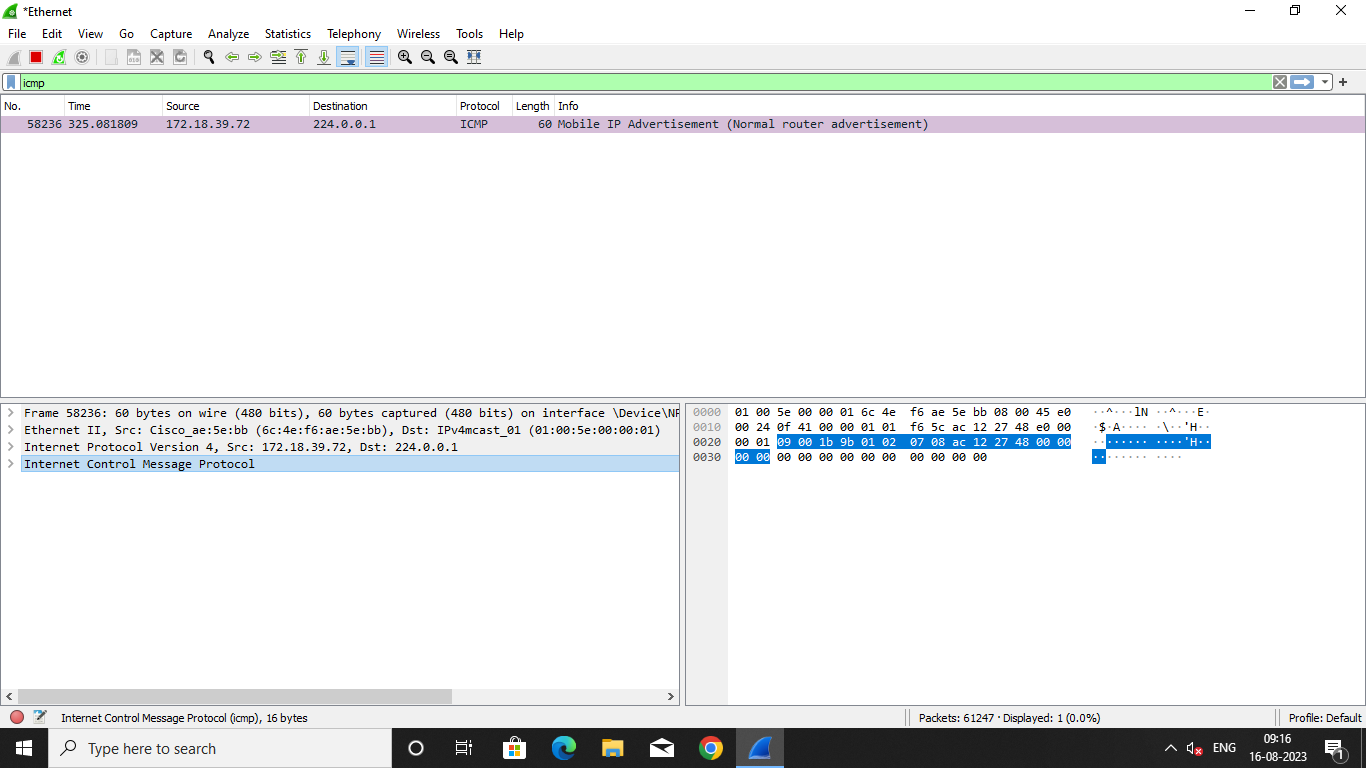 *Ethernet
File Edit View Go Capture Analyze Statistics Telephony Wireless Tools Help
icmp
No. Time Source Destination Protocol Length Info
58236 325.081809 172.18.39.72 224.0.0.1 ICMP 60 Mobile IP Advertisement (Normal router advertisement)
Frame 58236: 60 bytes on wire (480 bits), 60 bytes captured (480 bits) on interface \Device\NP
Ethernet II, Src: Cisco_ae:5e:bb (6c:4e:f6:ae:5e:bb), Dst: IPv4mcast_01 (01:00:5e:00:00:01)
Internet Protocol Version 4, Src: 172.18.39.72, Dst: 224.0.0.1
Internet Control Message Protocol
0000 01 00 5e 00 00 01 6c 4e f6 ae 5e bb 08 00 45 e0 ··^···lN ··^···E·
0010 00 24 0f 41 00 00 01 01 f6 5c ac 12 27 48 e0 00 ·$·A···· ·\··'H··
0020 00 01 09 00 1b 9b 01 02 07 08 ac 12 27 48 00 00 ········ ····'H··
0030 00 00 00 00 00 00 00 00 00 00 00 00 ········ ····
Internet Control Message Protocol (icmp), 16 bytes
Packets: 61247 · Displayed: 1 (0.0%)
Profile: Default
Type here to search
ENG
09:16
16-08-2023
1